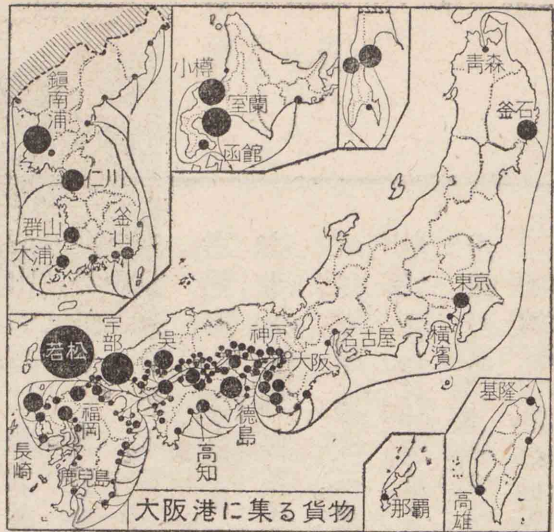 小樽
室蘭
函館
青森
釜石
鎮南浦
仁川
群山
釜山
木浦
東京
横濱
名古屋
神戸
大阪
呉
宇部
若松
福岡
長崎
鹿児島
高知
徳島
基隆
高雄
那覇
大阪港に集る貨物